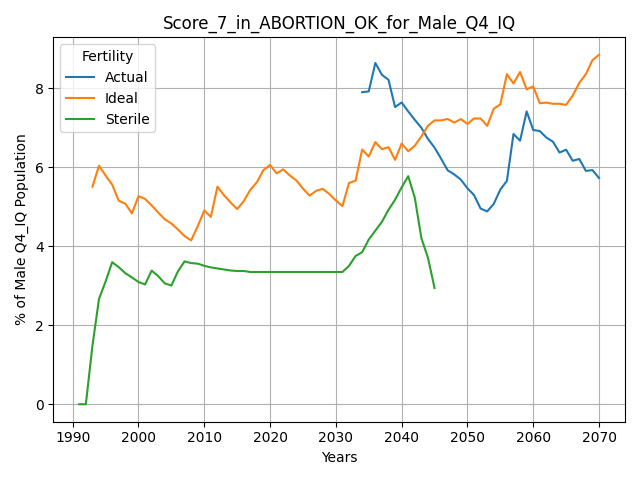 Score_7_in_ABORTION_OK_for_Male_Q4_IQ
Fertility
Actual
Ideal
Sterile
% of Male Q4_IQ Population
8
6
4
2
0
1990 2000 2010 2020 2030 2040 2050 2060 2070
Years